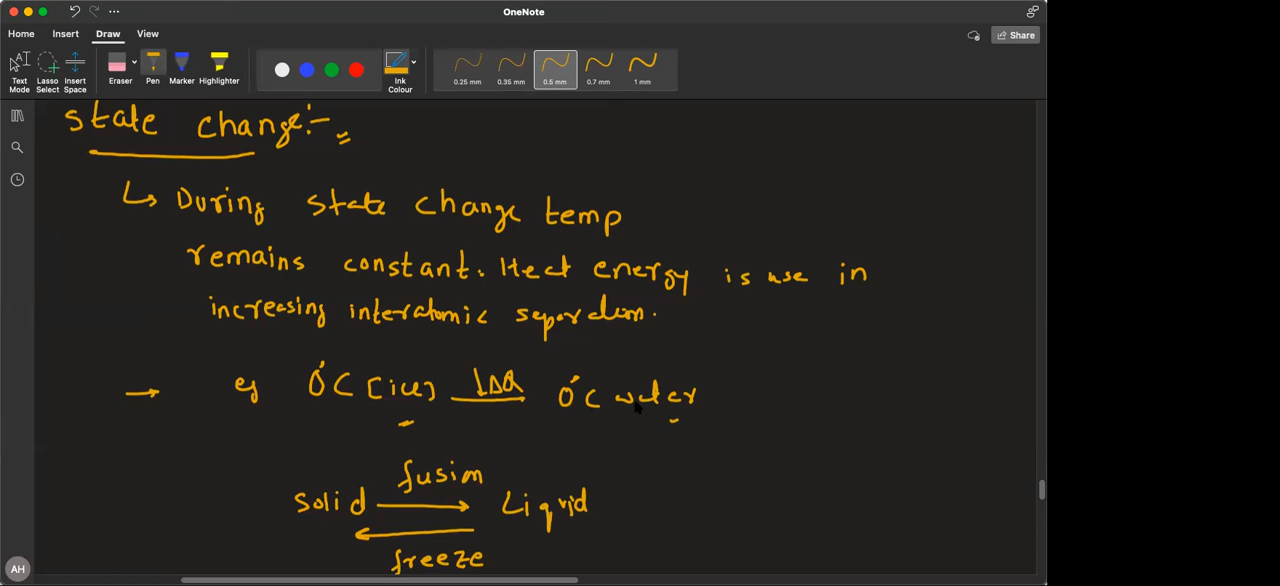 OneNote
Home Insert Draw View
Share
Text Mode
Lasso Select
Insert Space
Eraser
Pen
Marker
Highlighter
Ink Colour
0.25 mm
0.35 mm
0.5 mm
0.7 mm
1 mm
State change:-
↳ During state change temp
remains constant. Heat energy is use in
increasing interatomic separation.
→ eg 0°C [ice] ΔQ 0°C water
fusion
Solid → Liquid
←
freeze
AH